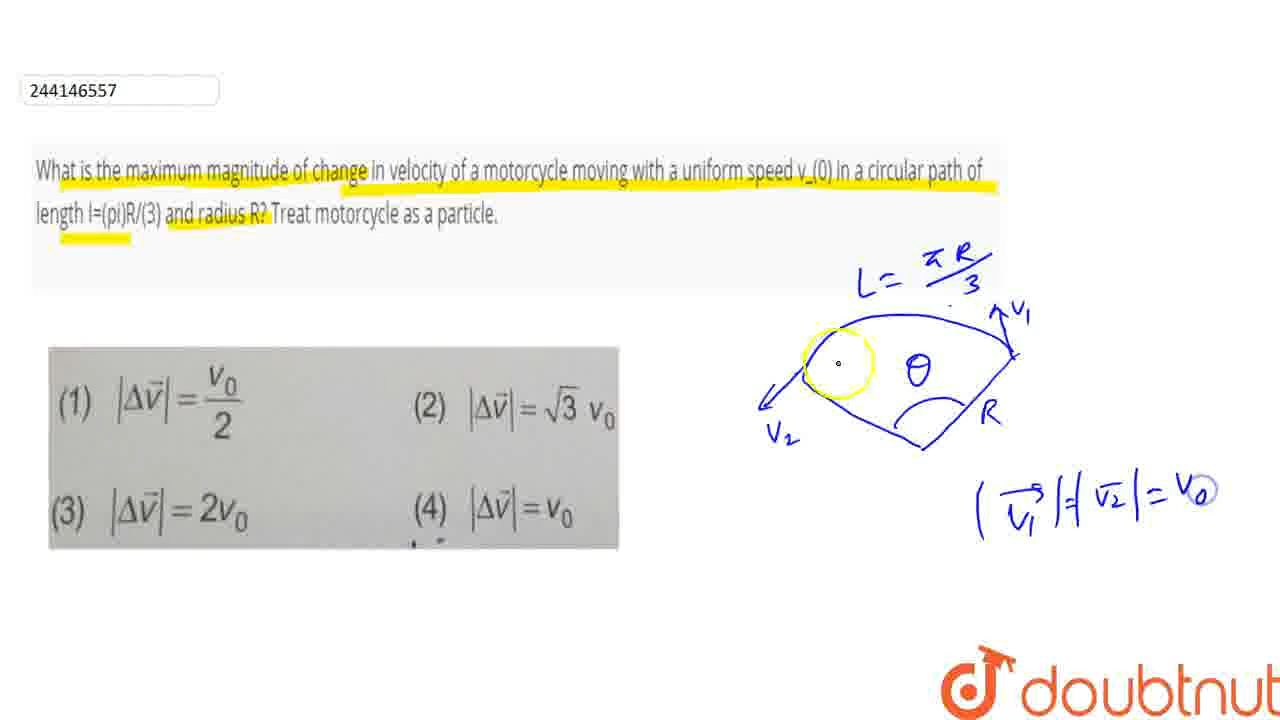 244146557
What is the maximum magnitude of change in velocity of a motorcycle moving with a uniform speed v_(0) in a circular path of
length l=(pi)R/(3) and radius R? Treat motorcycle as a particle.
L = πR/3
V₁
θ
R
V₂
(1) |Δv⃗| = v₀/2
(2) |Δv⃗| = √3 v₀
(3) |Δv⃗| = 2v₀
(4) |Δv⃗| = v₀
|V₁⃗| = |V₂⃗| = V₀
doubtnut